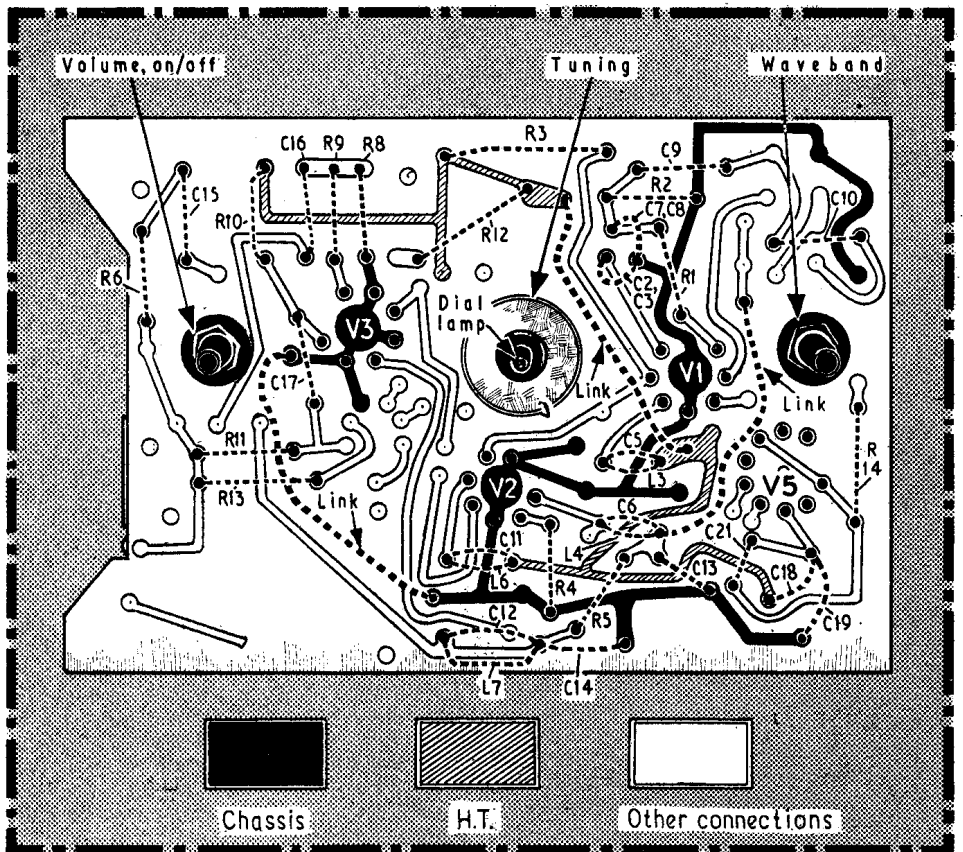 Volume, on/off
Tuning
Waveband
R3
C16
R9
R8
C9
C15
R2
C7,C8
C10
R10
R12
R6
R1
C2,
C3
V3
Dial
lamp
V1
C17
Link
Link
R11
C5
R
14
R13
L3
V2
V5
Link
C6
C21
C11
L4
L6
R4
C13
C18
C12
R5
C19
L7
C14
Chassis
H.T.
Other connections